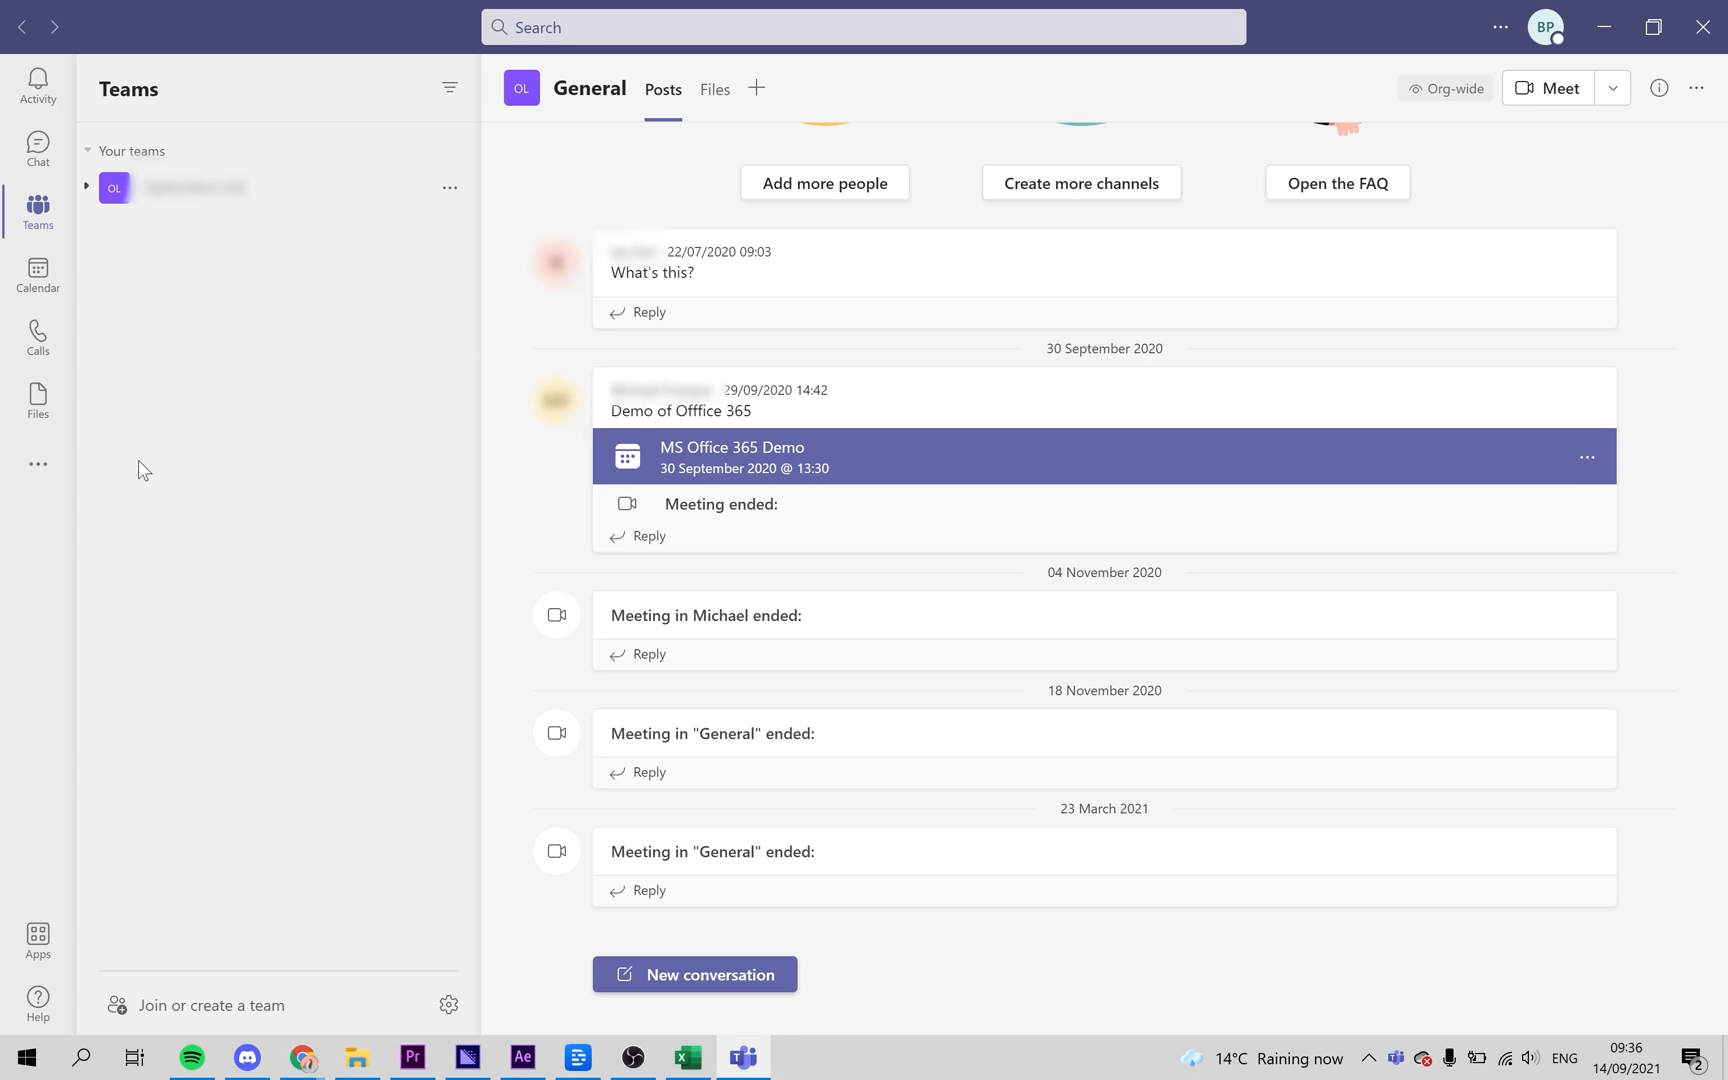 Search
BP
Activity
Chat
Teams
Calendar
Calls
Files
Apps
Help
Teams
Your teams
OL
Join or create a team
OL
General
Posts
Files
Org-wide
Meet
Add more people
Create more channels
Open the FAQ
22/07/2020 09:03
What's this?
Reply
30 September 2020
29/09/2020 14:42
Demo of Offfice 365
MS Office 365 Demo
30 September 2020 @ 13:30
Meeting ended:
Reply
04 November 2020
Meeting in Michael ended:
Reply
18 November 2020
Meeting in "General" ended:
Reply
23 March 2021
Meeting in "General" ended:
Reply
New conversation
Pr
Ae
14°C Raining now
ENG
09:36
14/09/2021
2